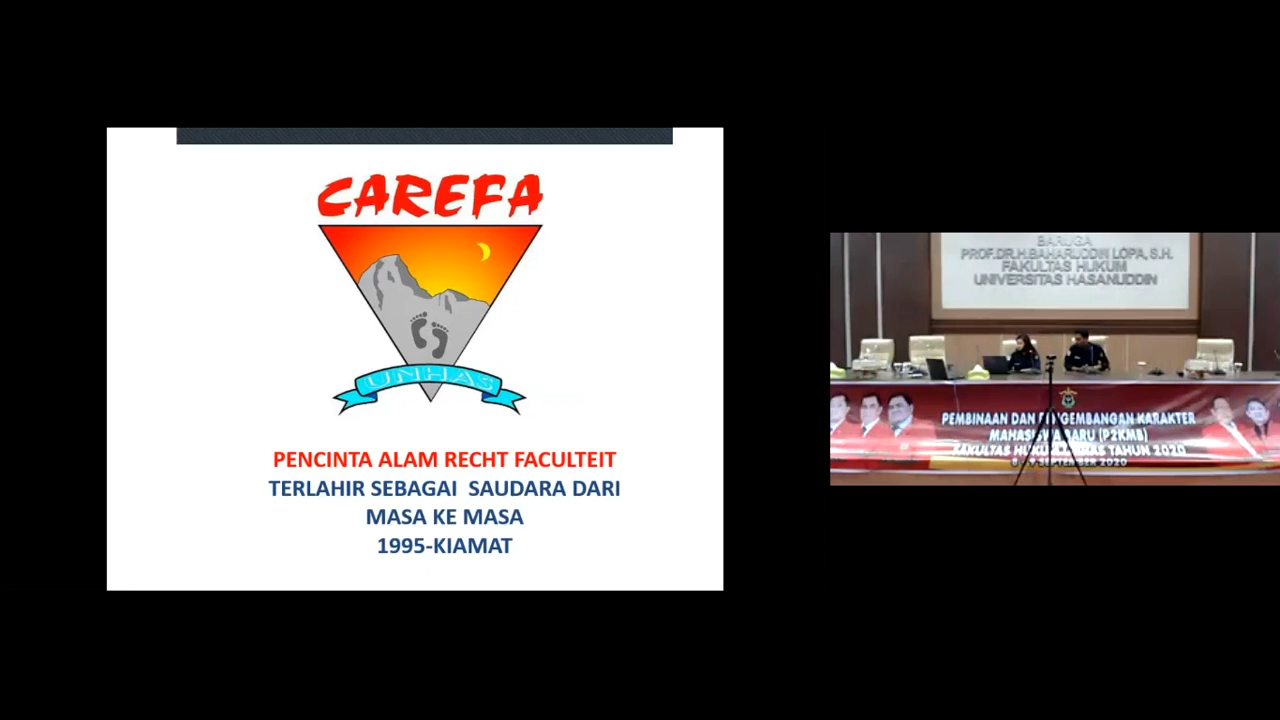 CAREFA
UNHAS
PENCINTA ALAM RECHT FACULTEIT
TERLAHIR SEBAGAI SAUDARA DARI
MASA KE MASA
1995-KIAMAT
BARUGA
PROF.DR.H.BAHARUDDIN LOPA, S.H.
FAKULTAS HUKUM
UNIVERSITAS HASANUDDIN
PEMBINAAN DAN PENGEMBANGAN KARAKTER
MAHASISWA BARU (P2KMB)
FAKULTAS HUKUM UNHAS TAHUN 2020
SEPTEMBER 2020